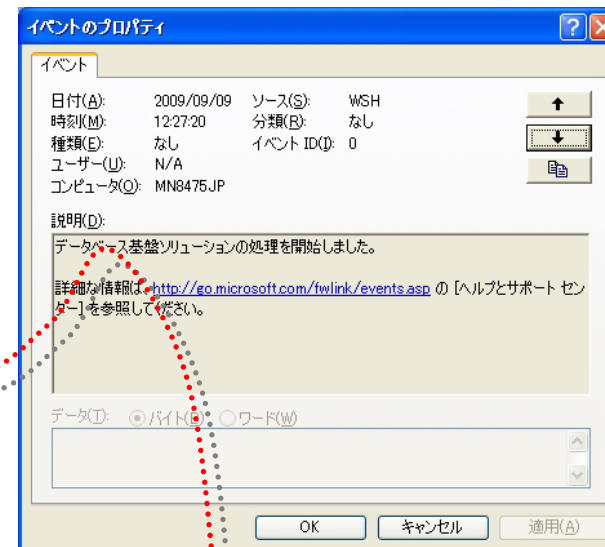 イベントのプロパティ
イベント
日付(A): 2009/09/09 ソース(S): WSH
時刻(M): 12:27:20 分類(R): なし
種類(E): なし イベント ID(I): 0
ユーザー(U): N/A
コンピュータ(O): MN8475JP
説明(D):
データベース基盤ソリューションの処理を開始しました。
詳細な情報は、http://go.microsoft.com/fwlink/events.asp の [ヘルプとサポート セン
ター] を参照してください。
データ(T): バイト(B) ワード(W)
OK キャンセル 適用(A)